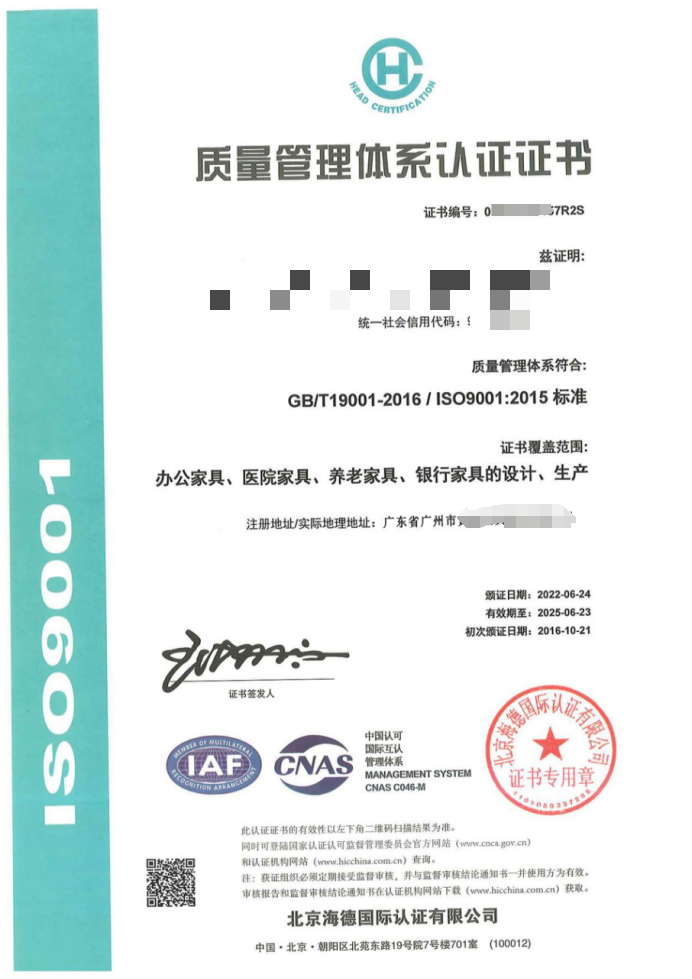 HEAD CERTIFICATION
质量管理体系认证证书
证书编号：0 67R2S
兹证明:
统一社会信用代码：9
质量管理体系符合:
GB/T19001-2016 / ISO9001:2015 标准
证书覆盖范围:
办公家具、医院家具、养老家具、银行家具的设计、生产
注册地址/实际地理地址：广东省广州市
颁证日期：2022-06-24
有效期至：2025-06-23
初次颁证日期：2016-10-21
证书签发人
ISO9001
MEMBER OF MULTILATERAL
IAF
RECOGNITION ARRANGEMENT
CNAS
中国认可
国际互认
管理体系
MANAGEMENT SYSTEM
CNAS C046-M
北京海德国际认证有限公司
证书专用章
此认证证书的有效性以左下角二维码扫描结果为准。
同时可登陆国家认证认可监督管理委员会官方网站（www.cnca.gov.cn）
和认证机构网站（www.hicchina.com.cn）查询。
注：获证组织必须定期接受监督审核，并与监督审核结论通知书一并使用方为有效。
审核报告和监督审核结论通知书在认证机构网站下载（www.hicchina.com.cn）获取。
北京海德国际认证有限公司
中国・北京・朝阳区北苑东路19号院7号楼701室 (100012)